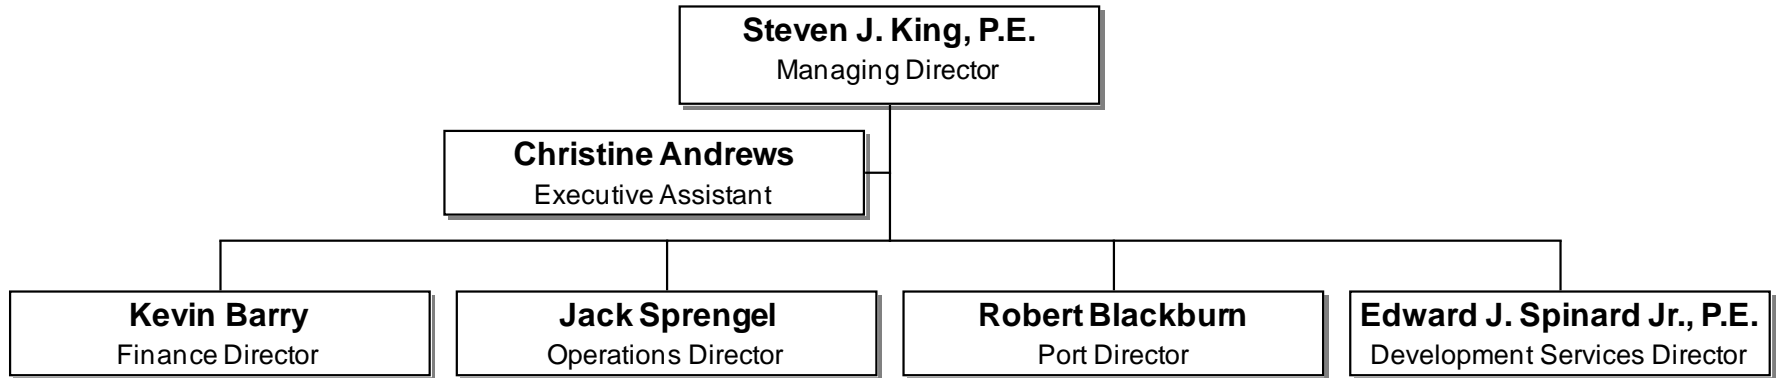 Steven J. King, P.E.
Managing Director
Christine Andrews
Executive Assistant
Kevin Barry
Finance Director
Jack Sprengel
Operations Director
Robert Blackburn
Port Director
Edward J. Spinard Jr., P.E.
Development Services Director